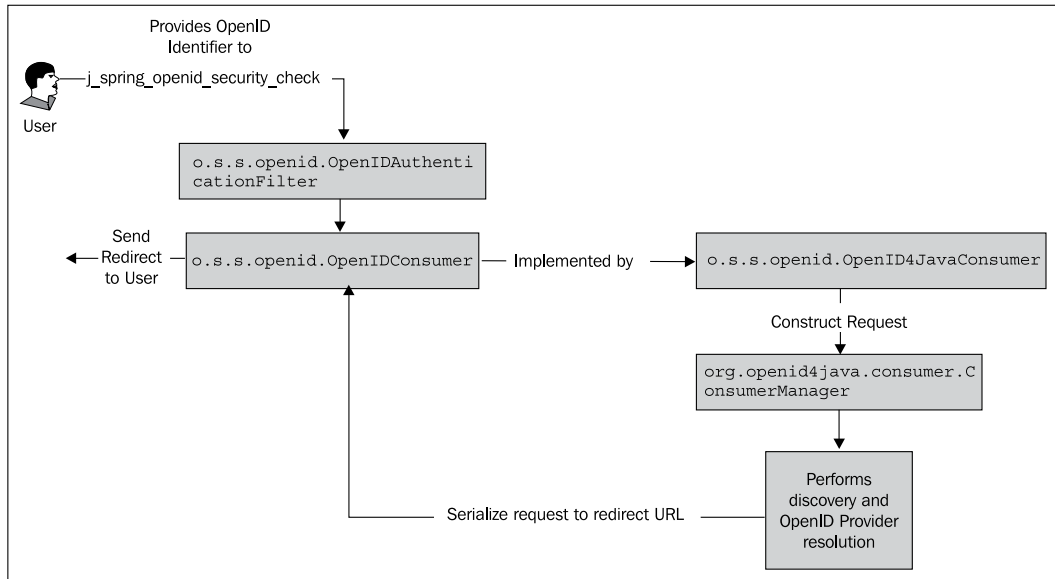 Provides OpenID
Identifier to
j_spring_openid_security_check
User
o.s.s.openid.OpenIDAuthenti
cationFilter
Send
Redirect
to User
o.s.s.openid.OpenIDConsumer
Implemented by
o.s.s.openid.OpenID4JavaConsumer
Construct Request
org.openid4java.consumer.C
onsumerManager
Performs
discovery and
OpenID Provider
resolution
Serialize request to redirect URL